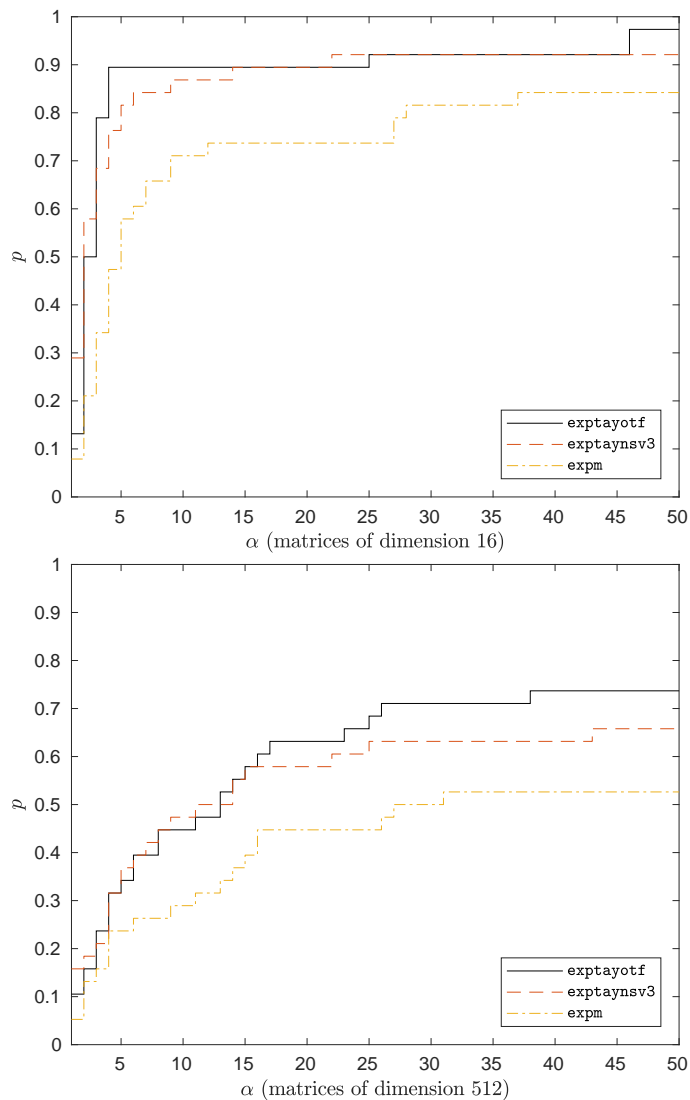 1
0.9
0.8
0.7
0.6
0.5
0.4
0.3
0.2
0.1
0
p
exptayotf
exptaynsv3
expm
5 10 15 20 25 30 35 40 45 50
α (matrices of dimension 16)
1
0.9
0.8
0.7
0.6
0.5
0.4
0.3
0.2
0.1
0
p
exptayotf
exptaynsv3
expm
5 10 15 20 25 30 35 40 45 50
α (matrices of dimension 512)